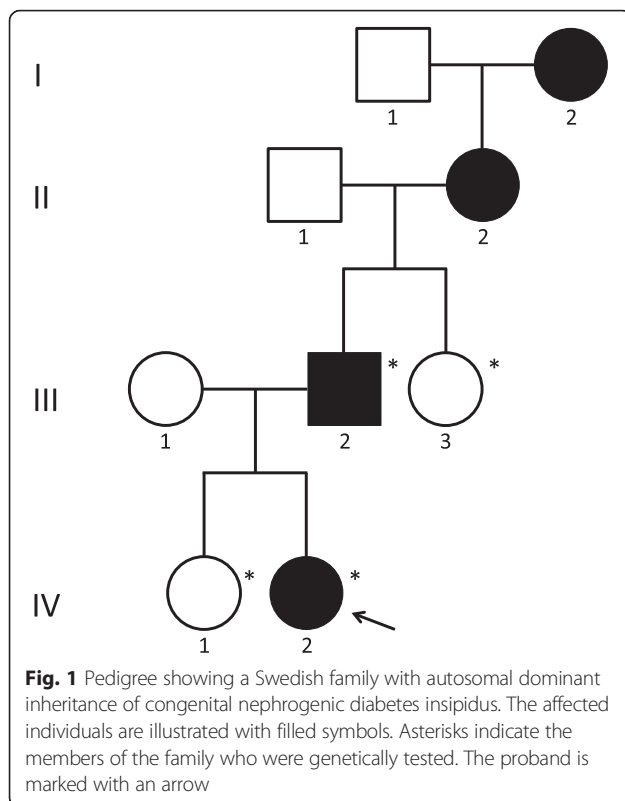 I
1
2
II
1
2
III
1
2
*
3
*
IV
1
*
2
*
Fig. 1 Pedigree showing a Swedish family with autosomal dominant
inheritance of congenital nephrogenic diabetes insipidus. The affected
individuals are illustrated with filled symbols. Asterisks indicate the
members of the family who were genetically tested. The proband is
marked with an arrow